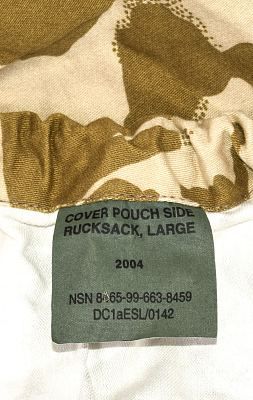 COVER POUCH SIDE
RUCKSACK, LARGE
2004
NSN 8465-99-663-8459
DC1aESL/0142